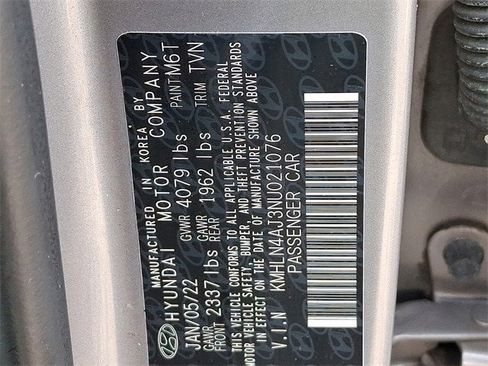 MANUFACTURED IN KOREA BY
HYUNDAI MOTOR COMPANY
JAN/05/22 GVWR 4079 lbs PAINT M6T
GAWR FRONT 2337 lbs GAWR REAR 1962 lbs TRIM TVN
THIS VEHICLE CONFORMS TO ALL APPLICABLE U.S.A. FEDERAL
MOTOR VEHICLE SAFETY, BUMPER, AND THEFT PREVENTION STANDARDS
IN EFFECT ON THE DATE OF MANUFACTURE SHOWN ABOVE
V.I.N KMHLN4AJ3NU021076
PASSENGER CAR